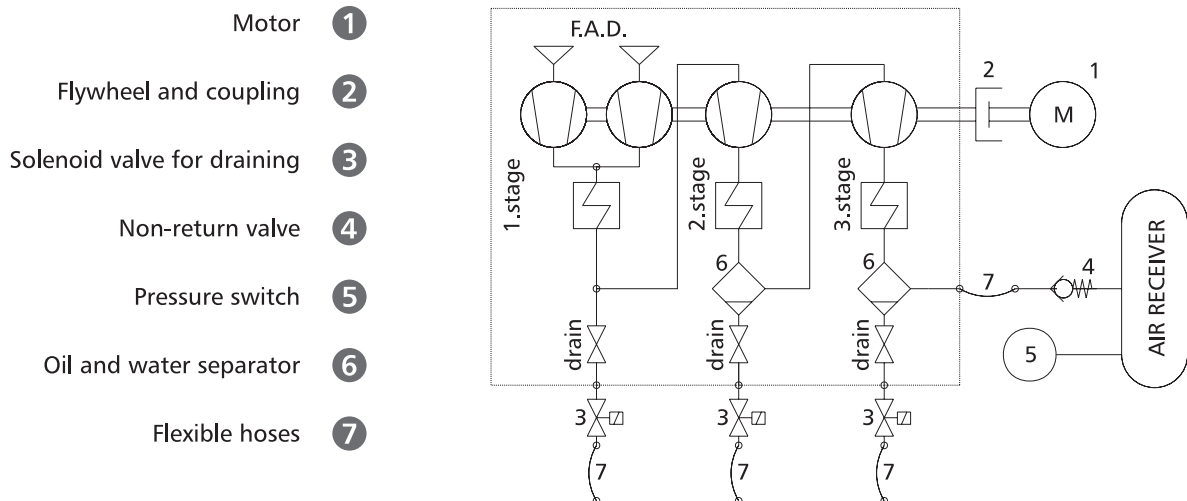 Motor 1
Flywheel and coupling 2
Solenoid valve for draining 3
Non-return valve 4
Pressure switch 5
Oil and water separator 6
Flexible hoses 7
F.A.D.
2
1
M
1.stage
2.stage
3.stage
6
6
7
4
AIR RECEIVER
5
drain
drain
drain
3
3
3
7
7
7